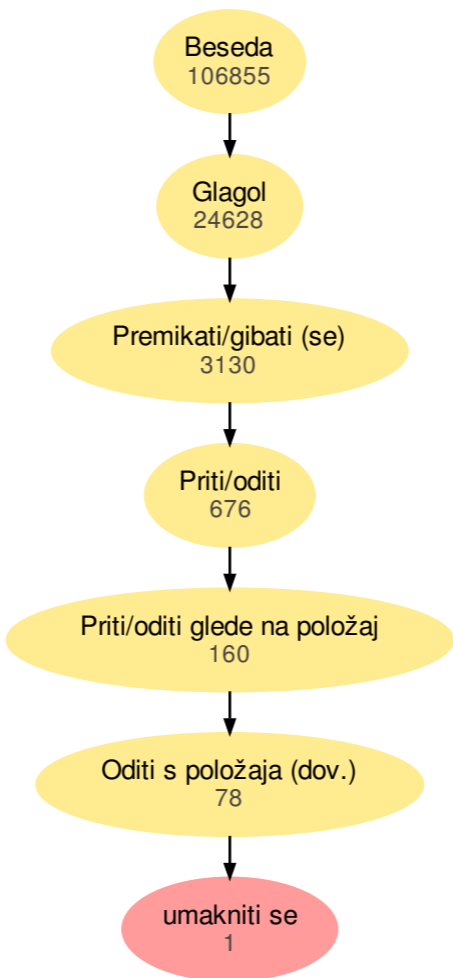 Beseda
106855
Glagol
24628
Premikati/gibati (se)
3130
Priti/oditi
676
Priti/oditi glede na položaj
160
Oditi s položaja (dov.)
78
umakniti se
1